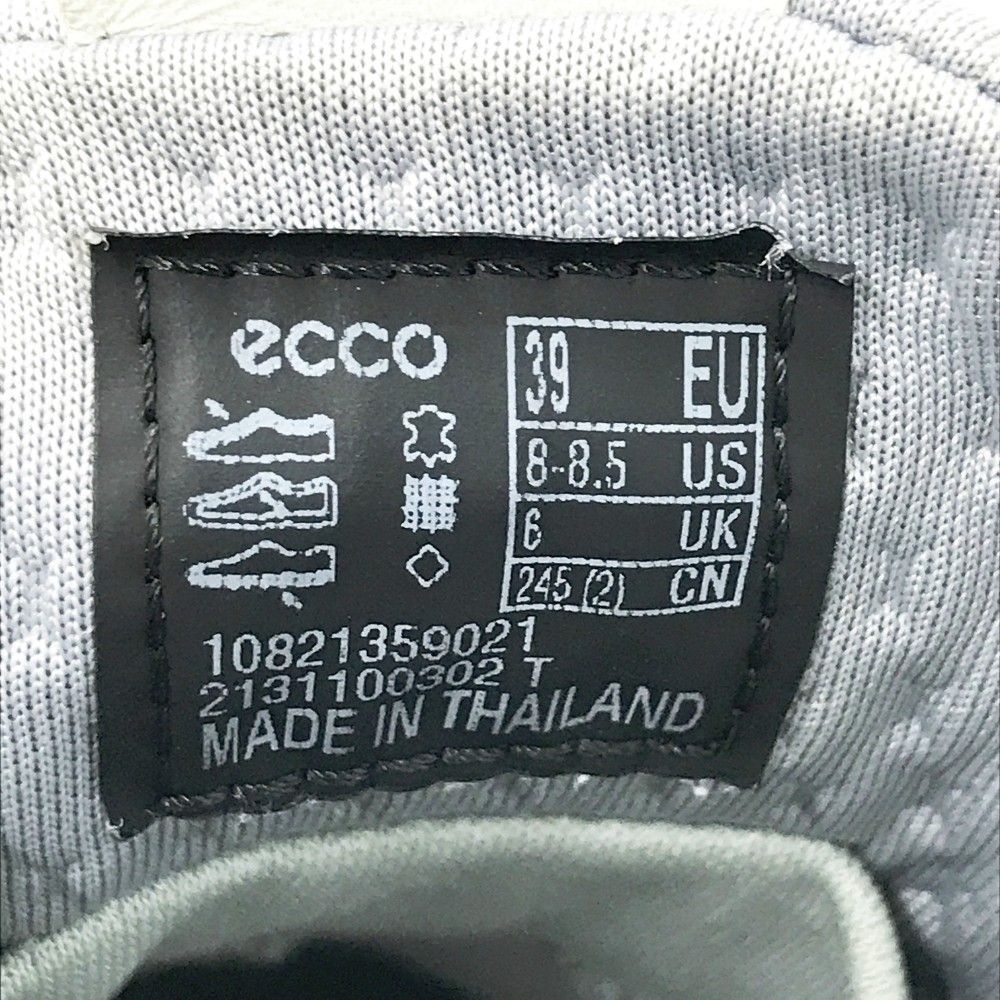 ecco
39 EU
8-8.5 US
6 UK
245 (2) CN
10821359021
2131100302 T
MADE IN THAILAND